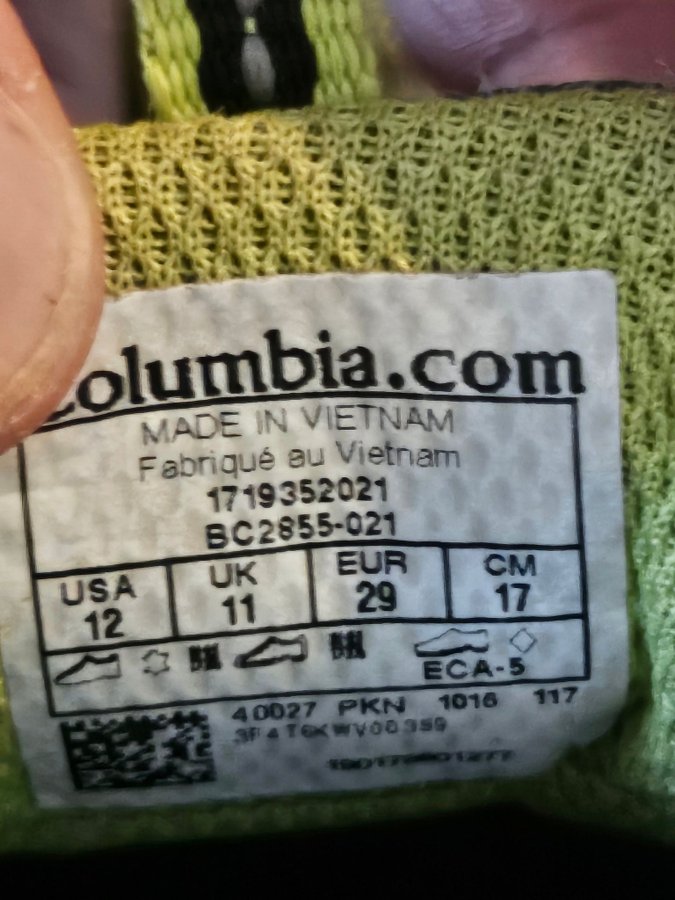 columbia.com
MADE IN VIETNAM
Fabriqué au Vietnam
1719352021
BC2855-021
USA UK EUR CM
12 11 29 17
ECA-5
40027 PKN 1016 117